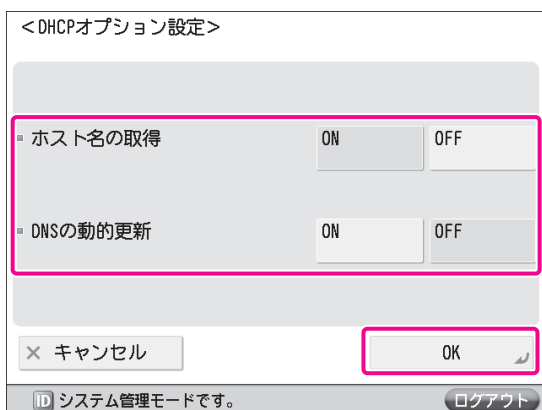 <DHCPオプション設定>
ホスト名の取得 ON OFF
DNSの動的更新 ON OFF
× キャンセル OK
ID システム管理モードです。 ログアウト